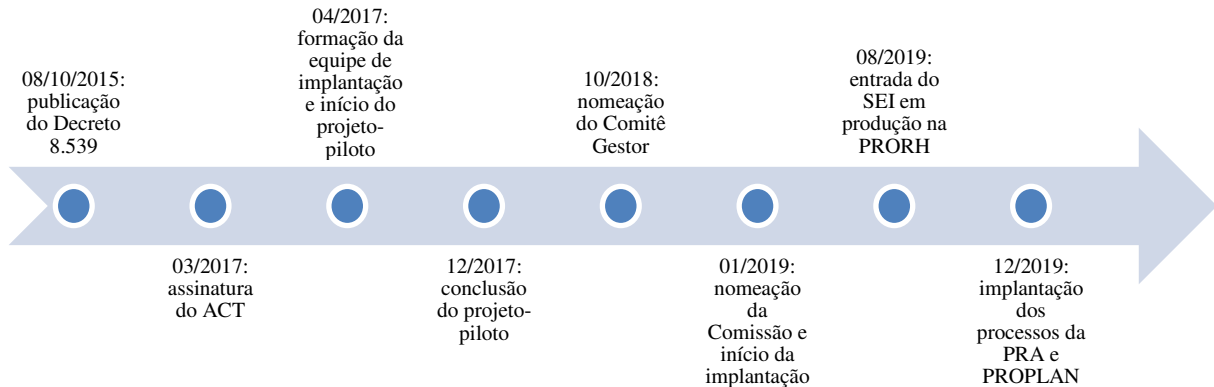 08/10/2015:
publicação
do Decreto
8.539
03/2017:
assinatura
do ACT
04/2017:
formação da
equipe de
implantação
e início do
projeto-
piloto
12/2017:
conclusão
do projeto-
piloto
10/2018:
nomeação
do Comitê
Gestor
01/2019:
nomeação
da
Comissão e
início da
implantação
08/2019:
entrada do
SEI em
produção na
PRORH
12/2019:
implantação
dos
processos da
PRA e
PROPLAN